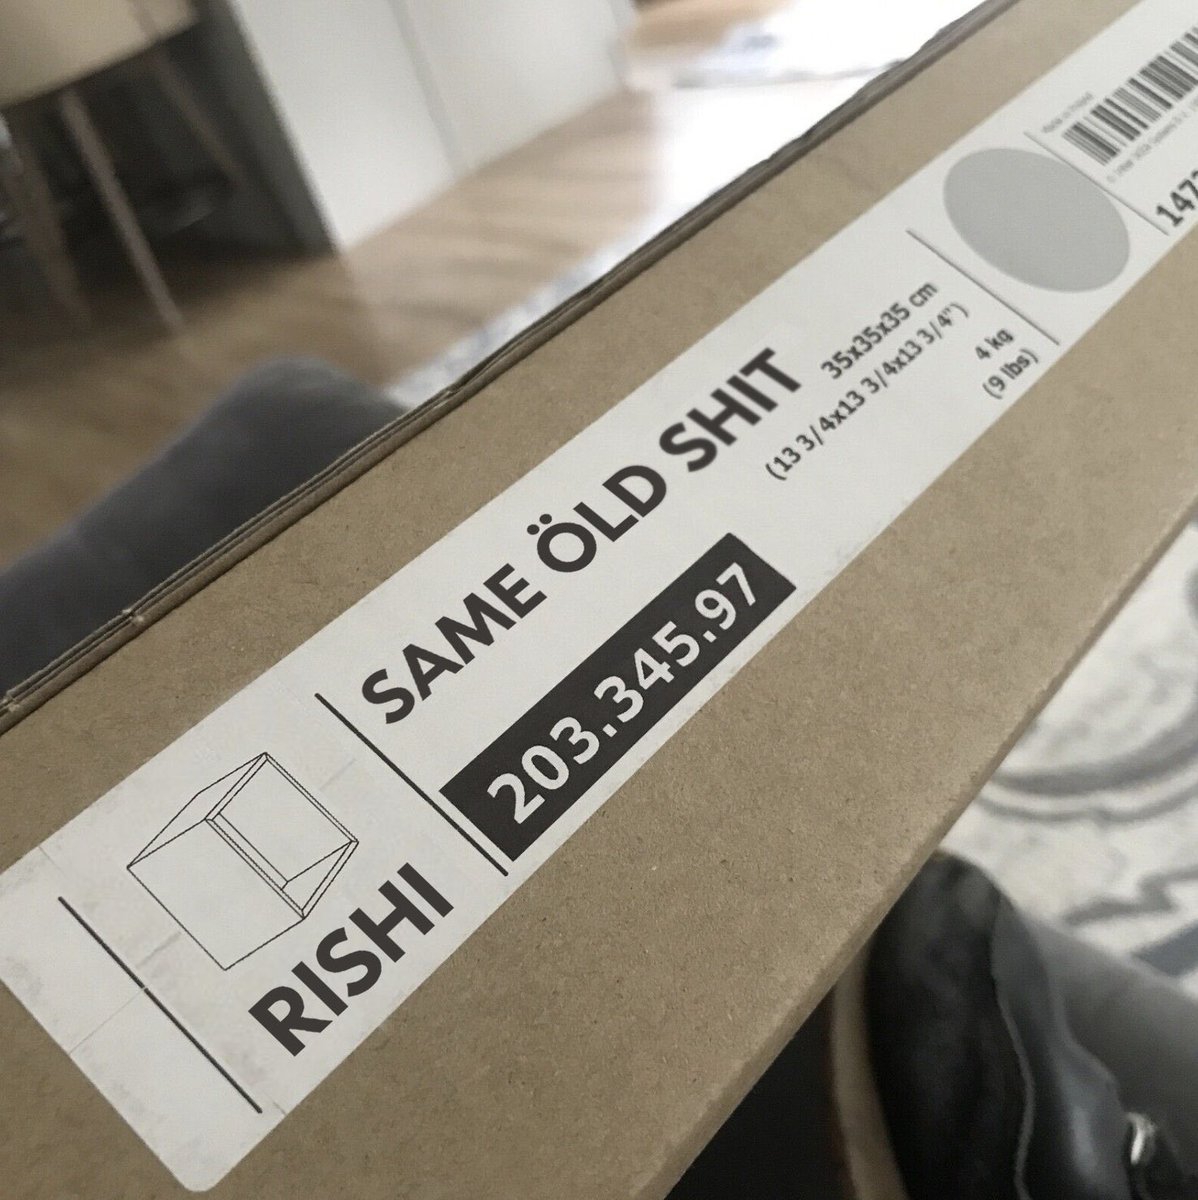 RISHI
SAME ÖLD SHIT
203.345.97
35x35x35 cm
(13 3/4x13 3/4x13 3/4")
4 kg
(9 lbs)